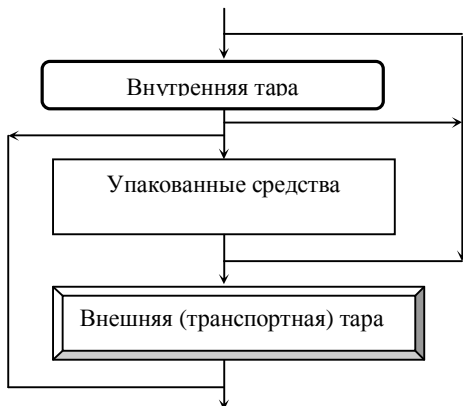 Внутренняя тара
Упакованные средства
Внешняя (транспортная) тара